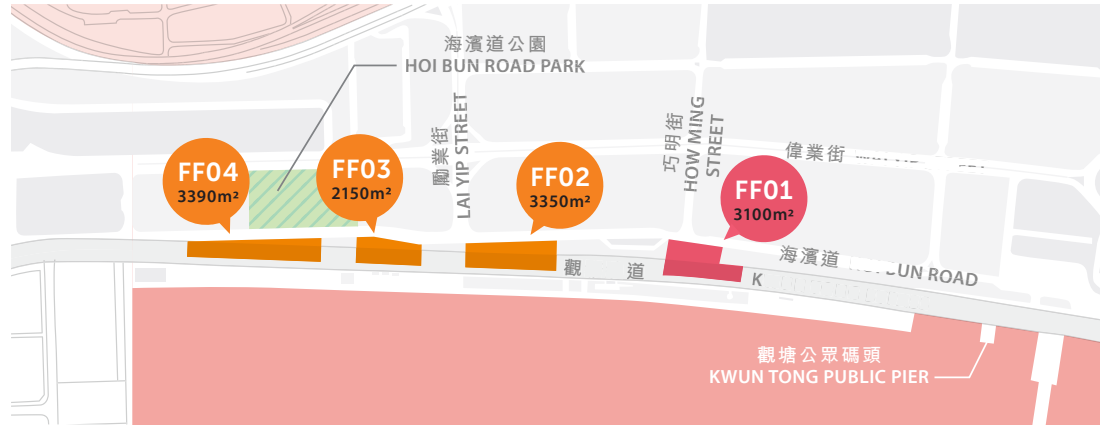 海濱道公園
HOI BUN ROAD PARK
勵業街
LAI YIP STREET
巧明街
HOW MING
STREET
偉業街
FF04
3390m²
FF03
2150m²
FF02
3350m²
FF01
3100m²
海濱道 HOI BUN ROAD
觀 道 K
觀塘公眾碼頭
KWUN TONG PUBLIC PIER